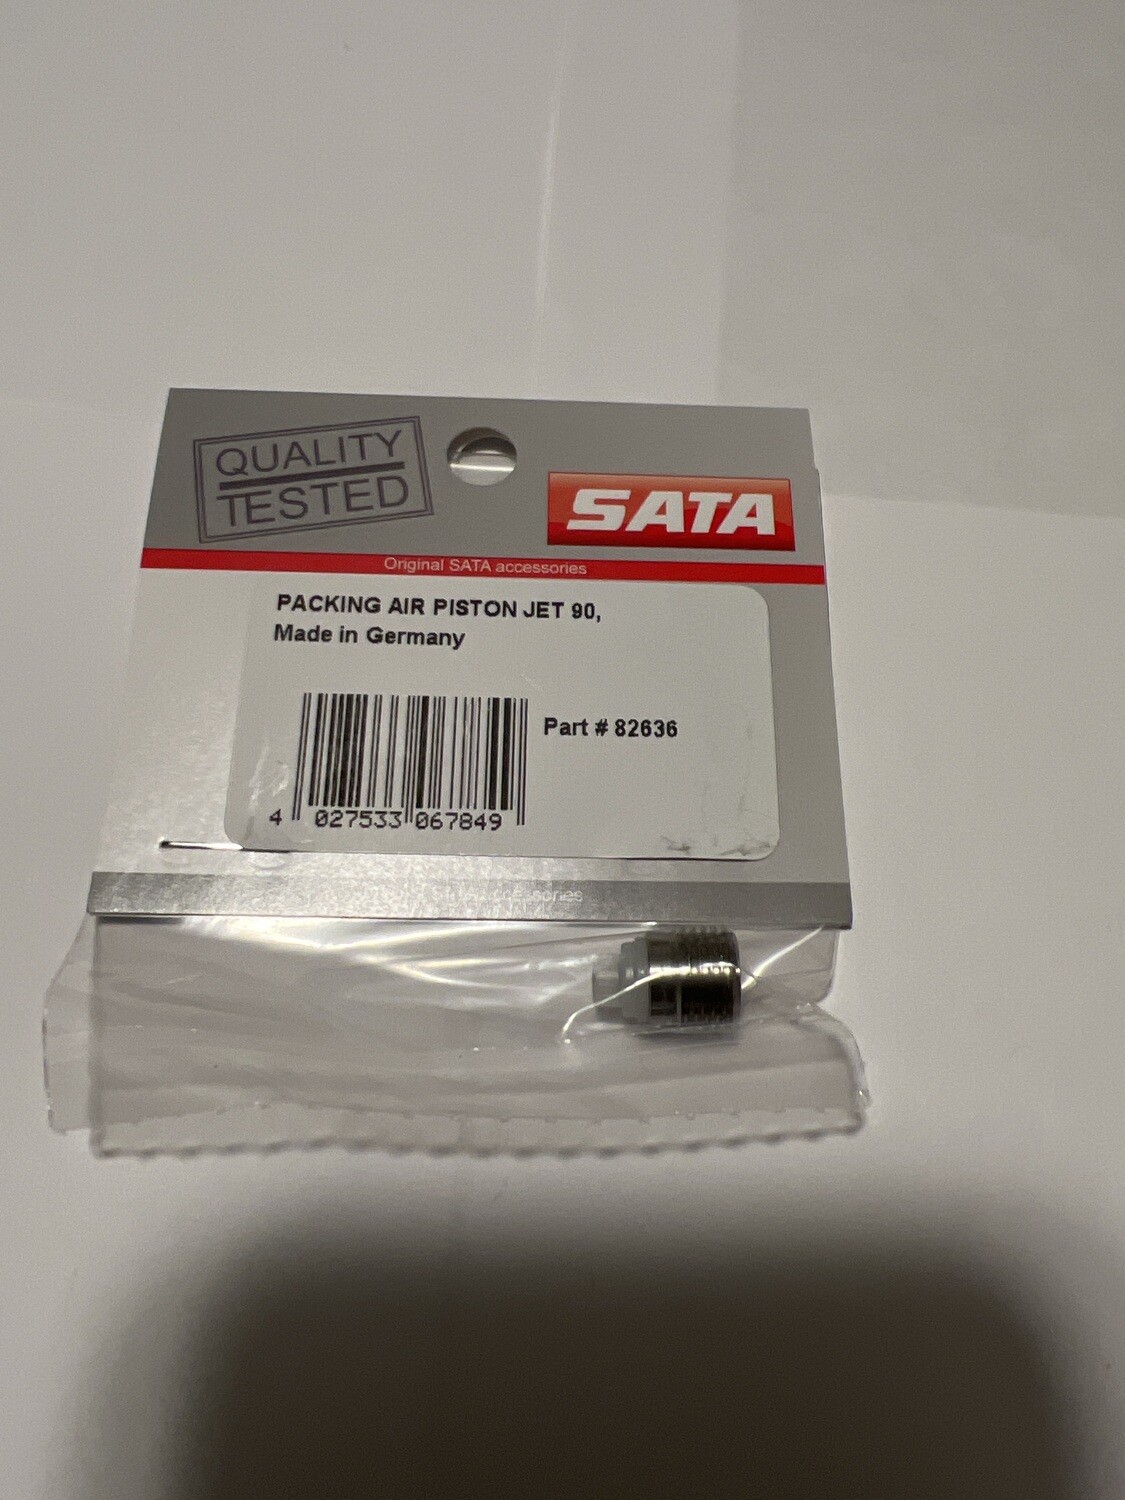 QUALITY
TESTED
SATA
Original SATA accessories
PACKING AIR PISTON JET 90,
Made in Germany
Part # 82636
4 027533 067849
accessories